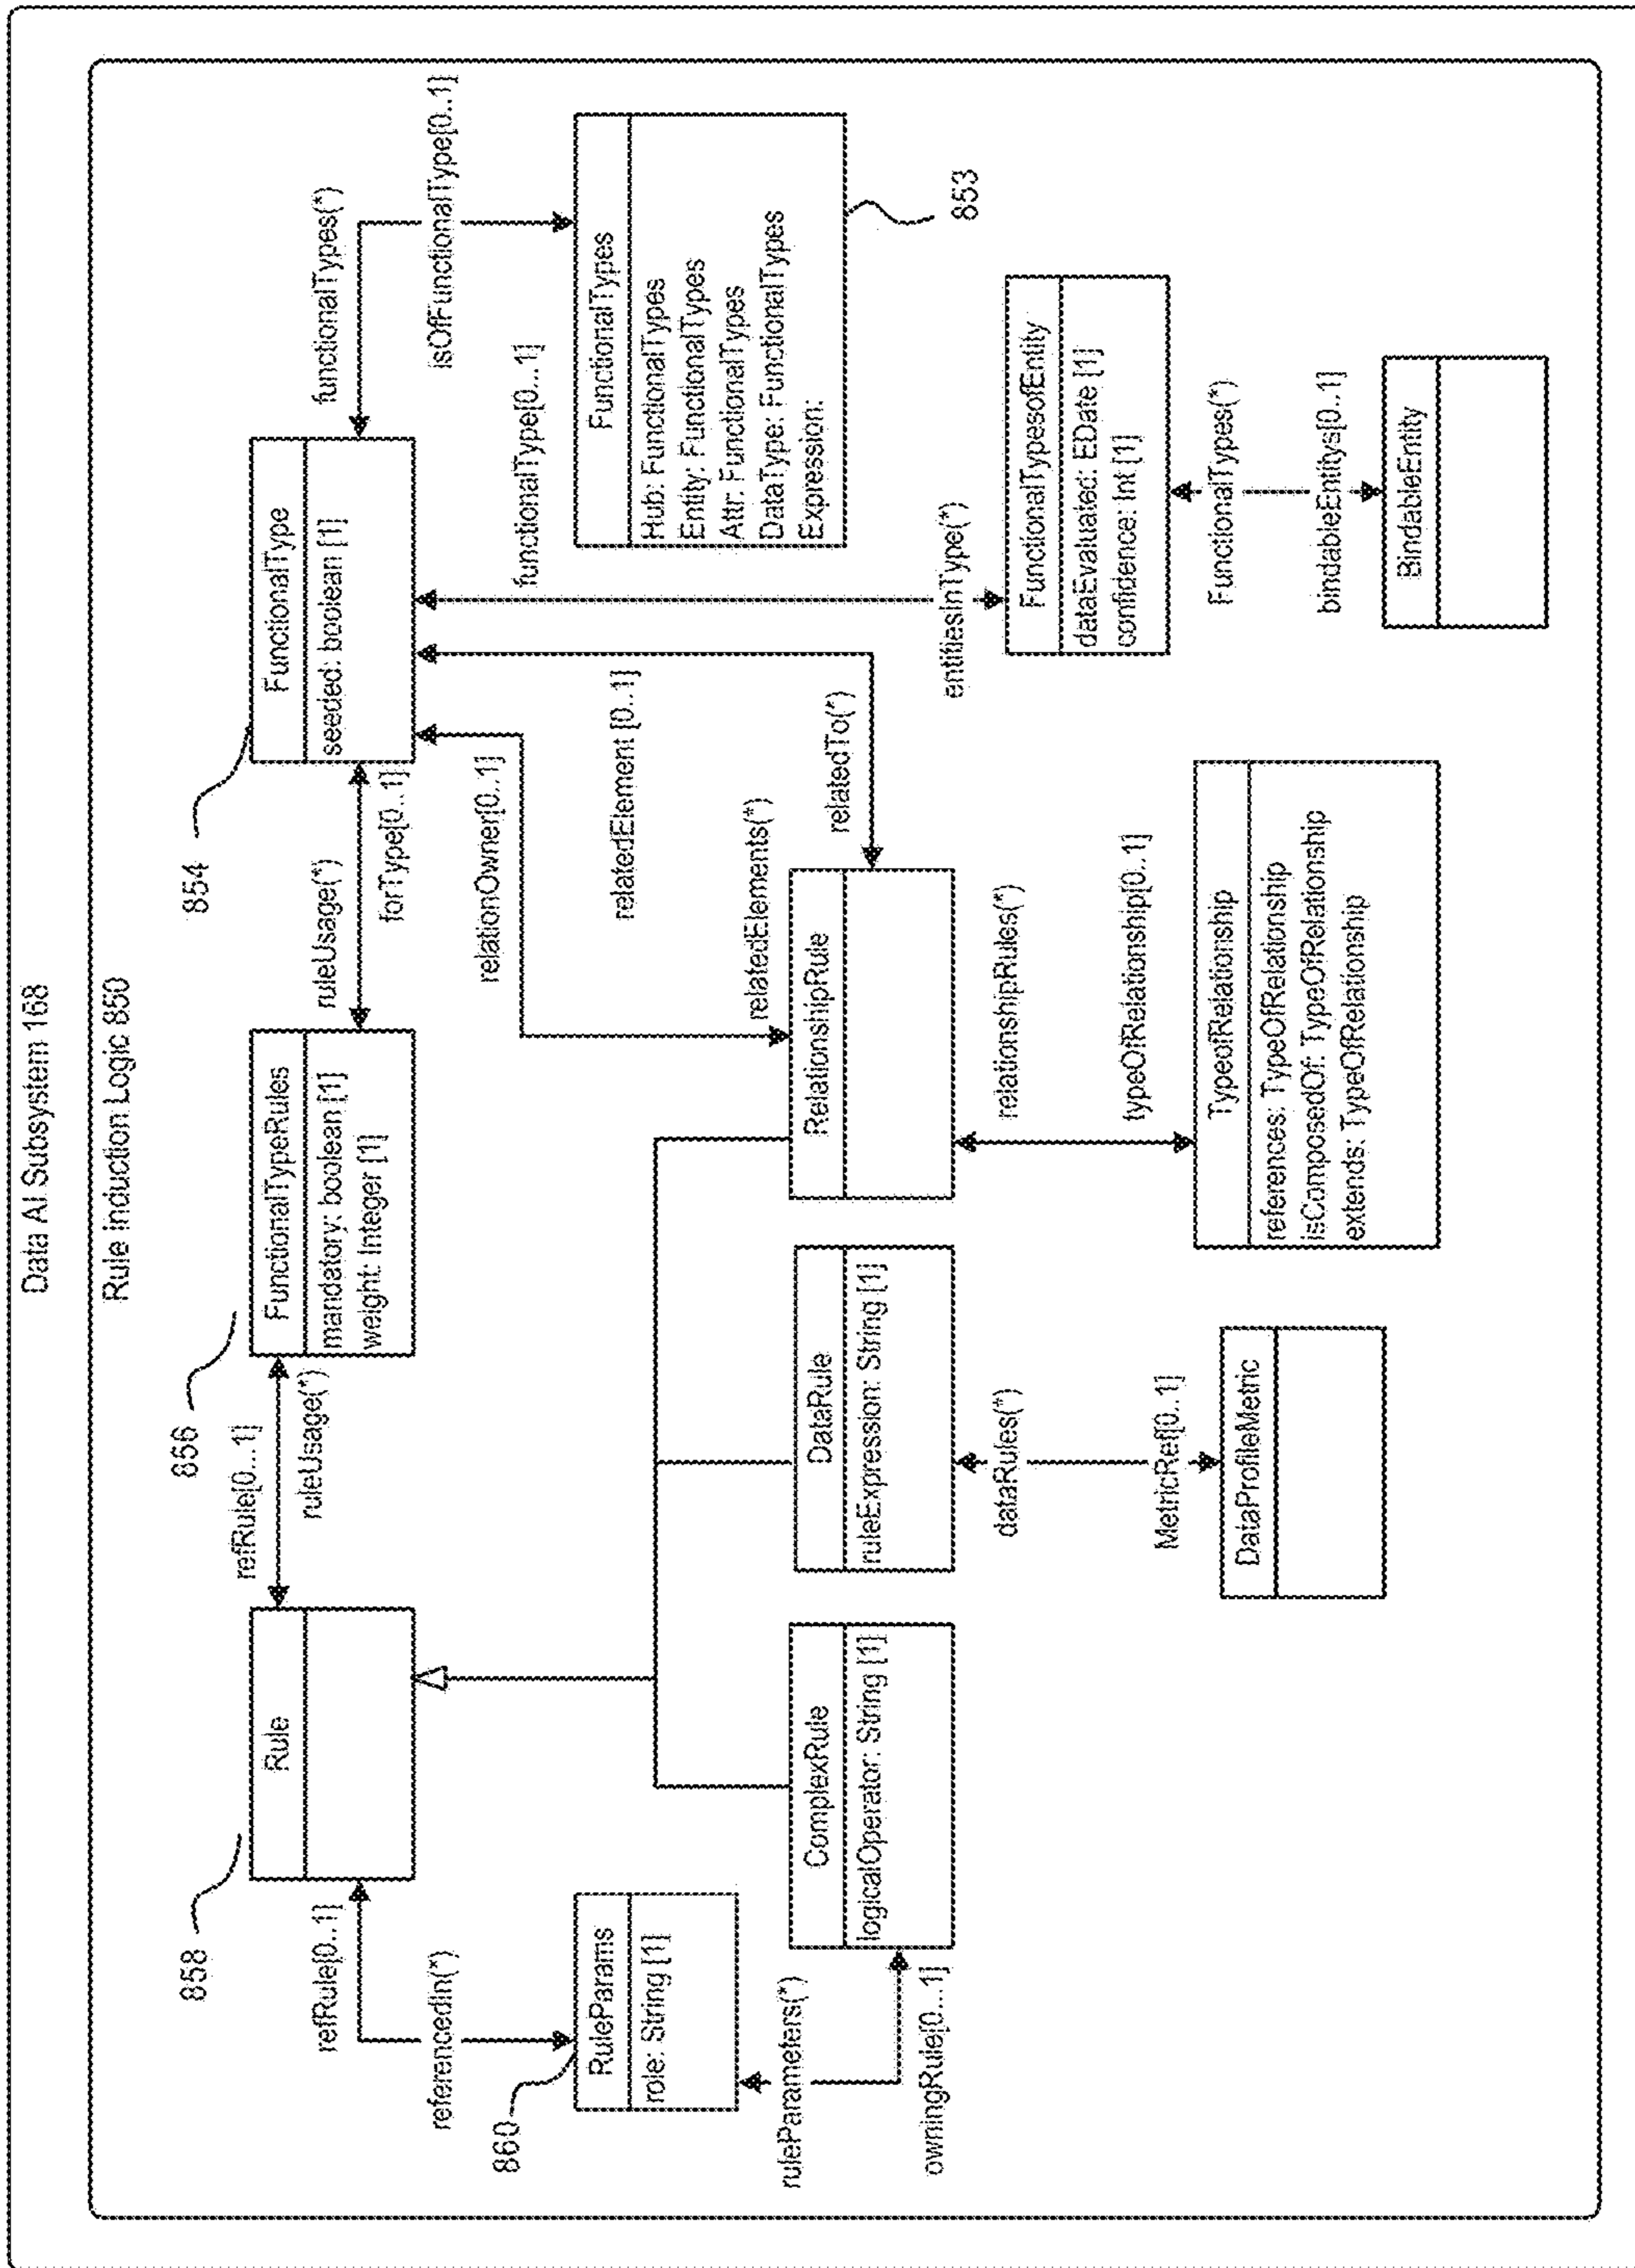 Data AI Subsystem 168
Rule Induction Logic 850
858
856
854
Rule
refRule[0...1]
ruleUsage(*)
FunctionalTypeRules
mandatory: boolean [1]
weight: Integer [1]
ruleUsage(*)
forType[0..1]
FunctionalType
seeded: boolean [1]
functionalTypes(*)
isOfFunctionalType[0..1]
refRule[0..1]
referencedIn(*)
860
RuleParams
role: String [1]
ruleParameters(*)
owningRule[0...1]
relationOwner[0..1]
relatedElement [0..1]
relatedElements(*)
relatedTo(*)
functionalType[0...1]
entitiesInType(*)
FunctionalTypes
Hub: FunctionalTypes
Entity: FunctionalTypes
Attr: FunctionalTypes
DataType: FunctionalTypes
Expression:
853
ComplexRule
logicalOperator: String [1]
DataRule
ruleExpression: String [1]
RelationshipRule
dataRules(*)
MetricRef[0..1]
relationshipRules(*)
typeOfRelationship[0..1]
FunctionalTypesofEntity
dataEvaluated: EDate [1]
confidence: Int [1]
FunctionalTypes(*)
bindableEntitys[0..1]
DataProfileMetric
TypeofRelationship
references: TypeOfRelationship
isComposedOf: TypeOfRelationship
extends: TypeOfRelationship
BindableEntity